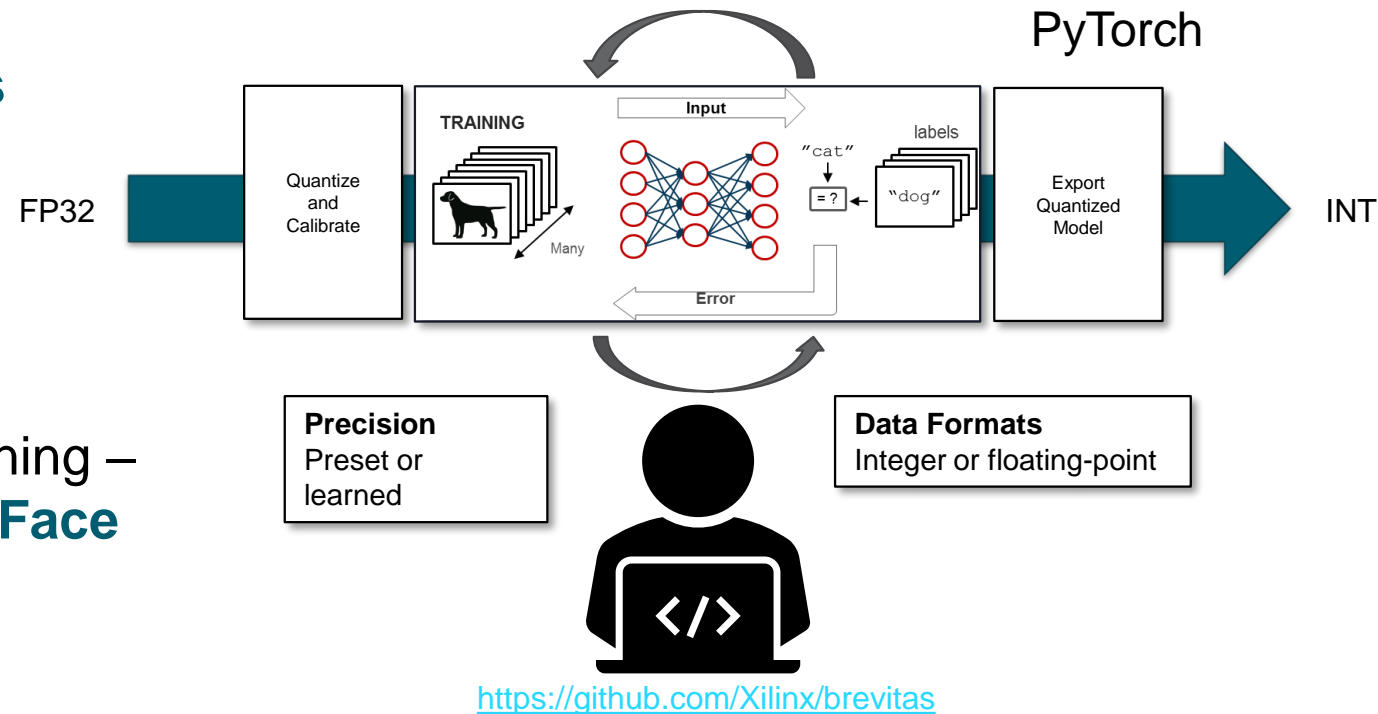 PyTorch
s
FP32
Quantize
and
Calibrate
TRAINING
Many
Input
Error
"cat"
= ?
labels
"dog"
Export
Quantized
Model
INT
ning –
Face
Precision
Preset or
learned
Data Formats
Integer or floating-point
</>
https://github.com/Xilinx/brevitas